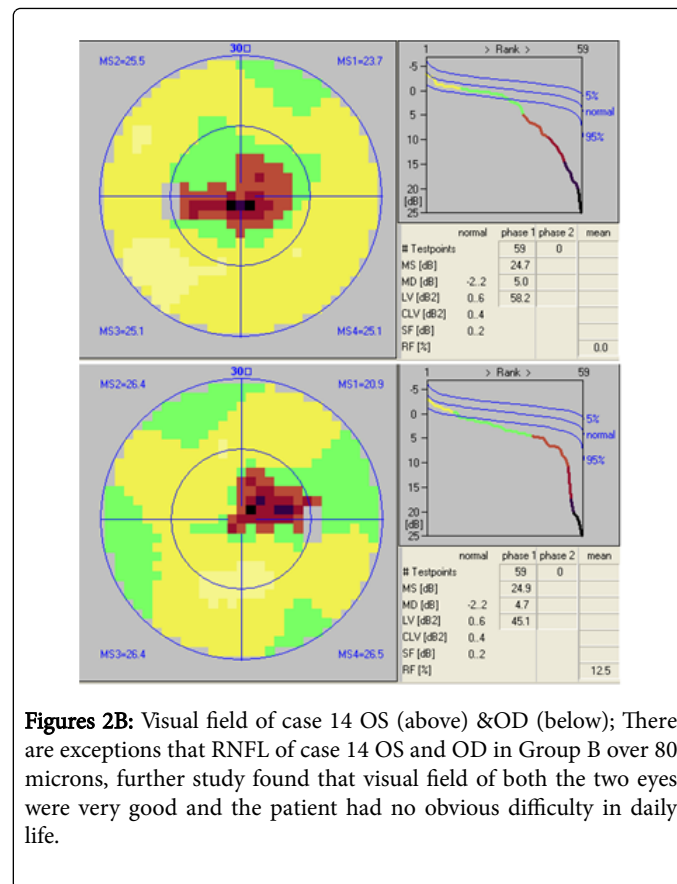 MS2=25.5 30□ MS1=23.7
MS3=25.1 MS4=25.1
1 > Rank > 59
-5
0
5
10
15
20
[dB]
25
5%
normal
95%
normal phase 1 phase 2 mean
# Testpoints 59 0
MS [dB] 24.7
MD [dB] -2.2 5.0
LV [dB2] 0.6 58.2
CLV [dB2] 0.4
SF [dB] 0.2
RF [%] 0.0
MS2=26.4 30□ MS1=20.9
MS3=26.4 MS4=26.5
1 > Rank > 59
-5
0
5
10
15
20
[dB]
25
5%
normal
95%
normal phase 1 phase 2 mean
# Testpoints 59 0
MS [dB] 24.9
MD [dB] -2.2 4.7
LV [dB2] 0.6 45.1
CLV [dB2] 0.4
SF [dB] 0.2
RF [%] 12.5
Figures 2B: Visual field of case 14 OS (above) &OD (below); There
are exceptions that RNFL of case 14 OS and OD in Group B over 80
microns, further study found that visual field of both the two eyes
were very good and the patient had no obvious difficulty in daily
life.